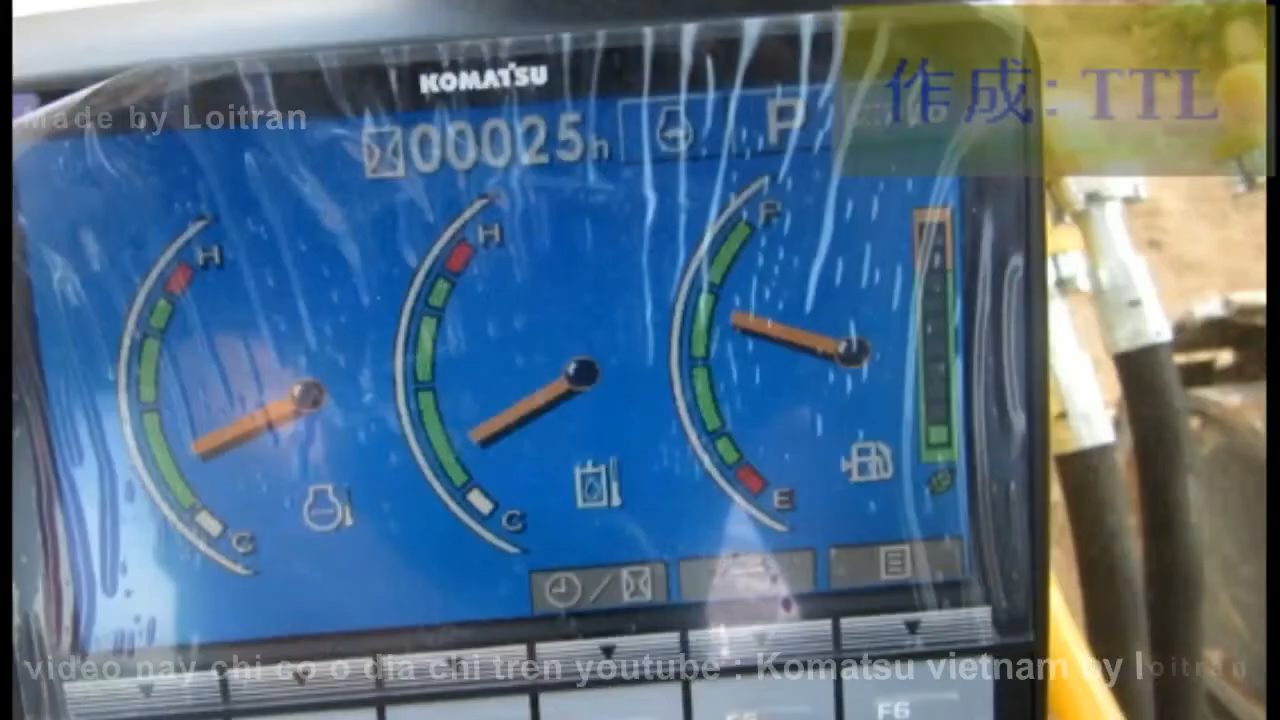 KOMATSU
作成: TTL
Made by Loitran
00025h
P
H
H
F
E
C
C
video nay chi co o dia chi tren youtube : Komatsu vietnam by loitran
F5
F6